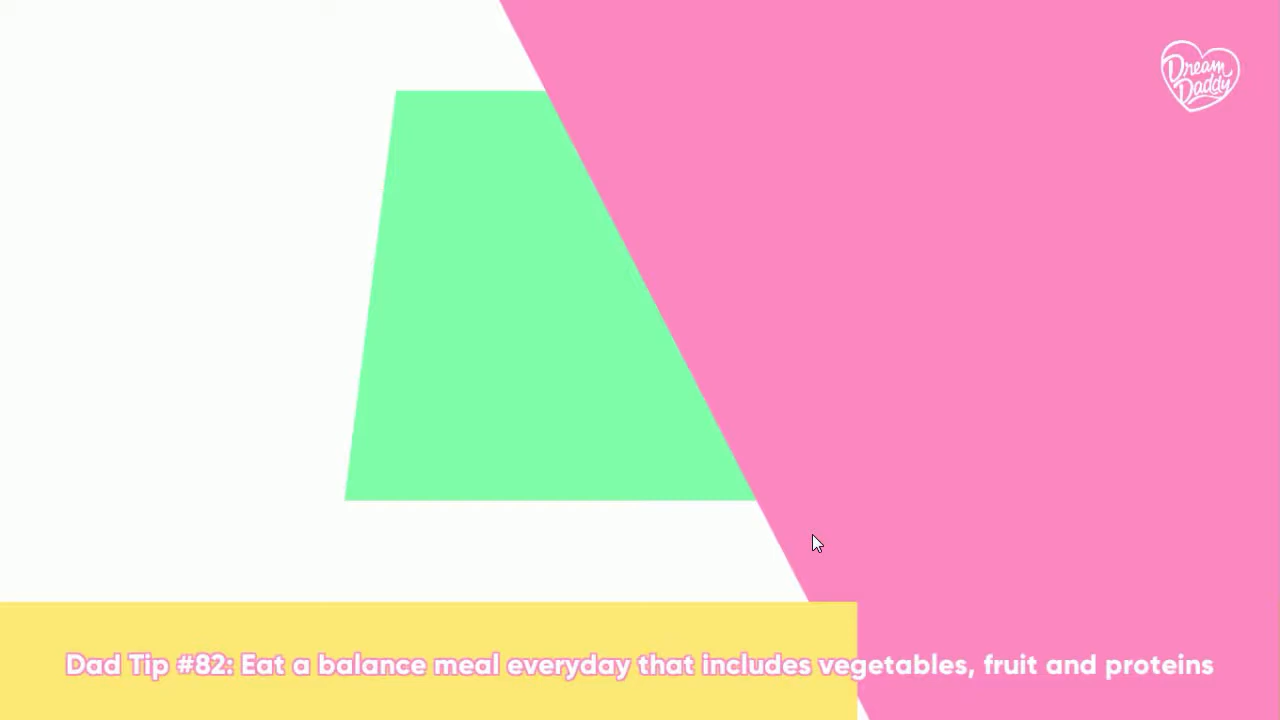 Dream
Daddy
Dad Tip #82: Eat a balance meal everyday that includes vegetables, fruit and proteins